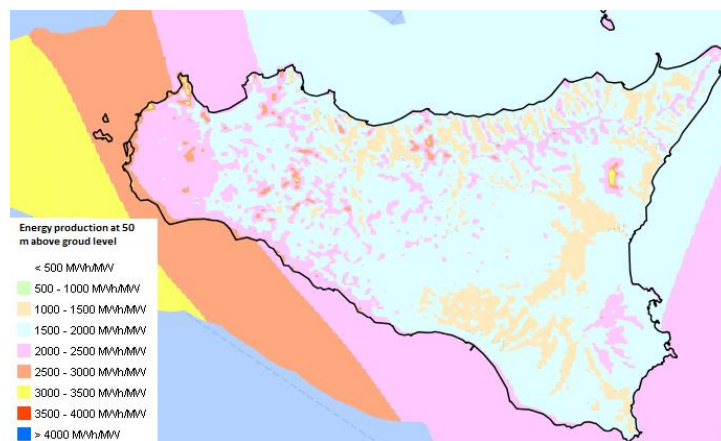 Energy production at 50
m above groud level
< 500 MWh/MW
500 - 1000 MWh/MW
1000 - 1500 MWh/MW
1500 - 2000 MWh/MW
2000 - 2500 MWh/MW
2500 - 3000 MWh/MW
3000 - 3500 MWh/MW
3500 - 4000 MWh/MW
> 4000 MWh/MW